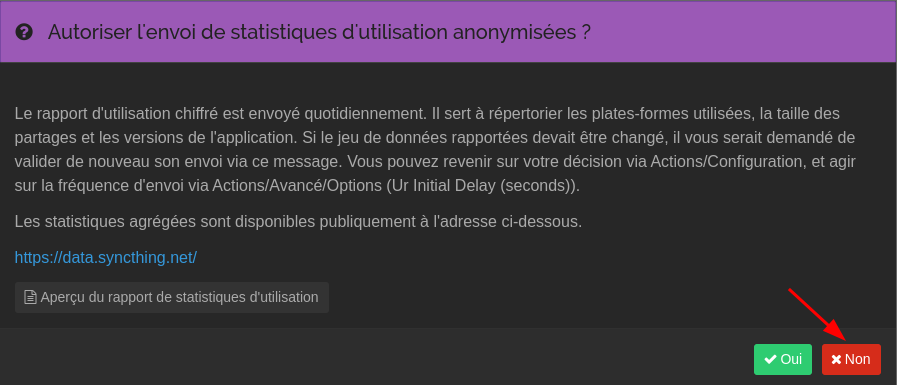 Autoriser l'envoi de statistiques d'utilisation anonymisées ?
Le rapport d'utilisation chiffré est envoyé quotidiennement. Il sert à répertorier les plates-formes utilisées, la taille des
partages et les versions de l'application. Si le jeu de données rapportées devait être changé, il vous serait demandé de
valider de nouveau son envoi via ce message. Vous pouvez revenir sur votre décision via Actions/Configuration, et agir
sur la fréquence d'envoi via Actions/Avancé/Options (Ur Initial Delay (seconds)).
Les statistiques agrégées sont disponibles publiquement à l'adresse ci-dessous.
https://data.syncthing.net/
Aperçu du rapport de statistiques d'utilisation
Oui Non